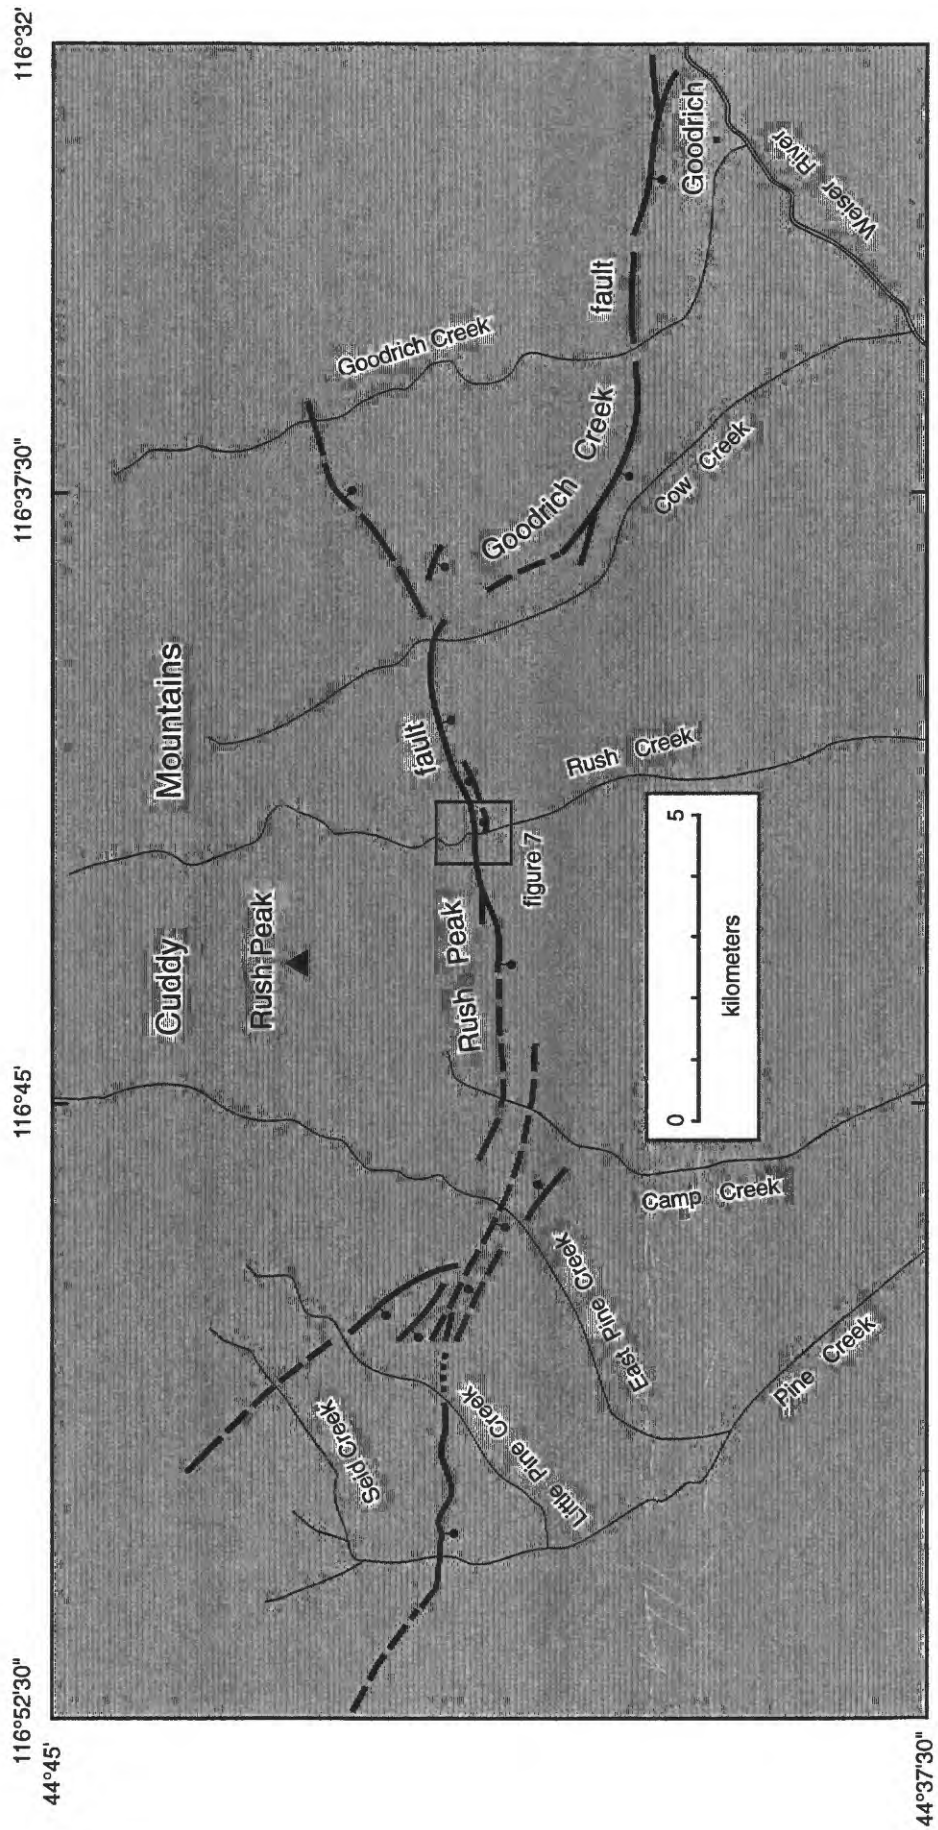 116°52'30"
116°45'
116°37'30"
116°32'
44°45'
44°37'30"
Cuddy
Mountains
Rush Peak
Goodrich Creek
Seid Creek
Rush Peak fault
figure 7
Little Pine Creek
East Pine Creek
Pine Creek
Camp Creek
Rush Creek
Goodrich Creek fault
Cow Creek
Goodrich
Weiser River
0 5
kilometers